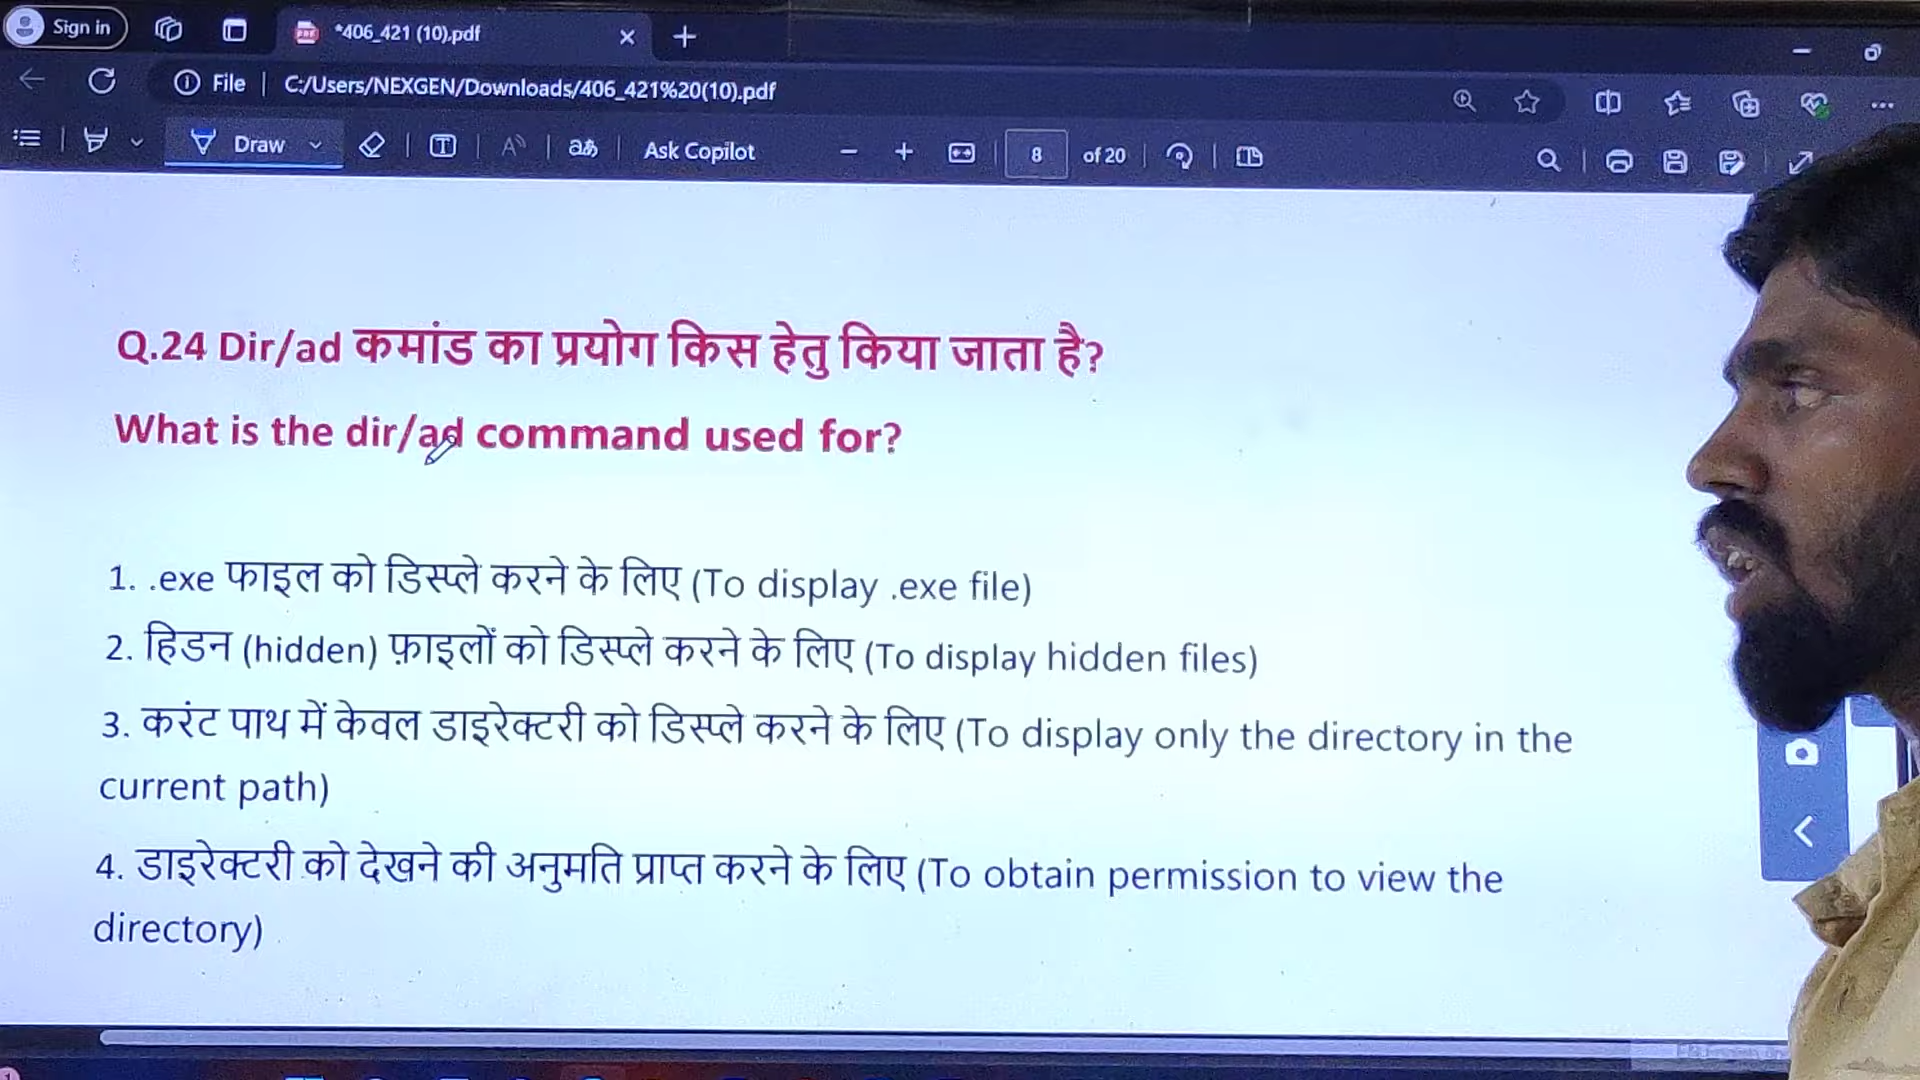 Sign in
*406_421 (10).pdf
File
C:/Users/NEXGEN/Downloads/406_421%20(10).pdf
Draw
Ask Copilot
8
of 20
Q.24 Dir/ad कमांड का प्रयोग किस हेतु किया जाता है?
What is the dir/ad command used for?
1. .exe फाइल को डिस्प्ले करने के लिए (To display .exe file)
2. हिडन (hidden) फ़ाइलों को डिस्प्ले करने के लिए (To display hidden files)
3. करंट पाथ में केवल डाइरेक्टरी को डिस्प्ले करने के लिए (To display only the directory in the
current path)
4. डाइरेक्टरी को देखने की अनुमति प्राप्त करने के लिए (To obtain permission to view the
directory)